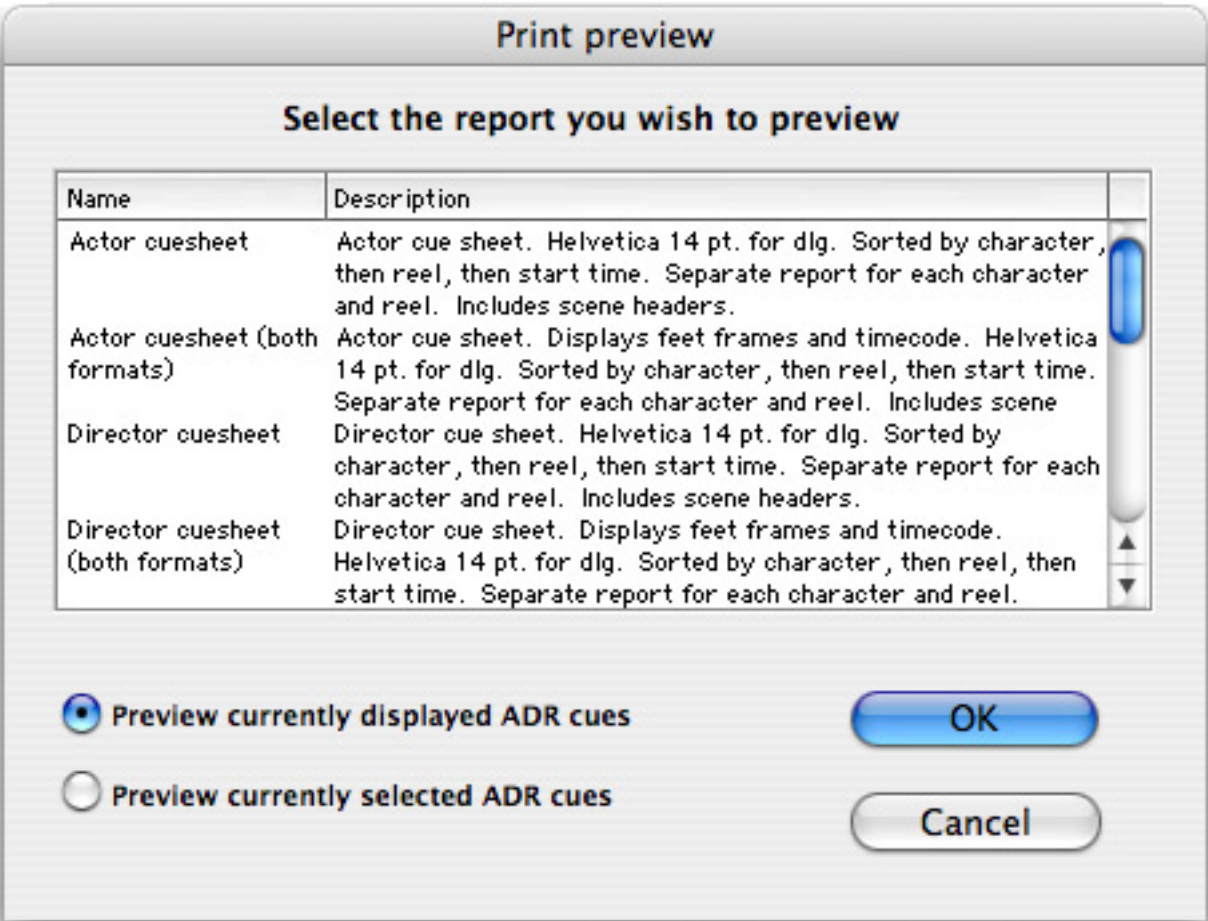 Print preview
Select the report you wish to preview
Name Description
Actor cuesheet Actor cue sheet. Helvetica 14 pt. for dlg. Sorted by character,
then reel, then start time. Separate report for each character
and reel. Includes scene headers.
Actor cuesheet (both Actor cue sheet. Displays feet frames and timecode. Helvetica
formats) 14 pt. for dlg. Sorted by character, then reel, then start time.
Separate report for each character and reel. Includes scene
Director cuesheet Director cue sheet. Helvetica 14 pt. for dlg. Sorted by
character, then reel, then start time. Separate report for each
character and reel. Includes scene headers.
Director cuesheet Director cue sheet. Displays feet frames and timecode.
(both formats) Helvetica 14 pt. for dlg. Sorted by character, then reel, then
start time. Separate report for each character and reel.
Preview currently displayed ADR cues
OK
Preview currently selected ADR cues
Cancel